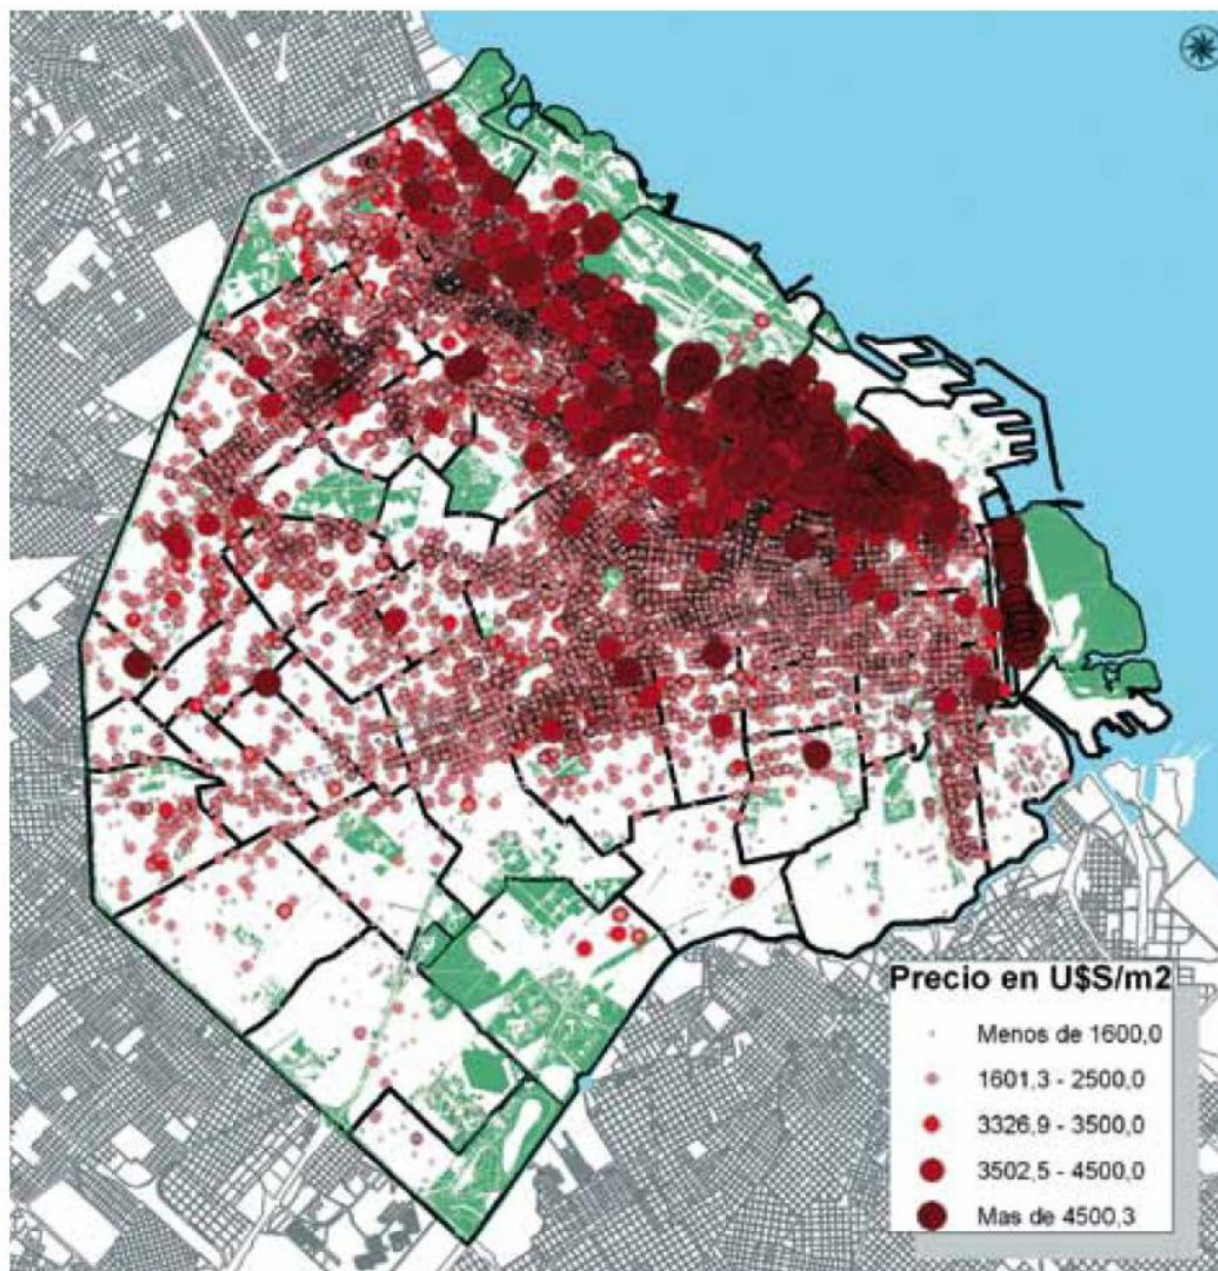 Precio en U$S/m2
Menos de 1600,0
1601,3 - 2500,0
3326,9 - 3500,0
3502,5 - 4500,0
Mas de 4500,3